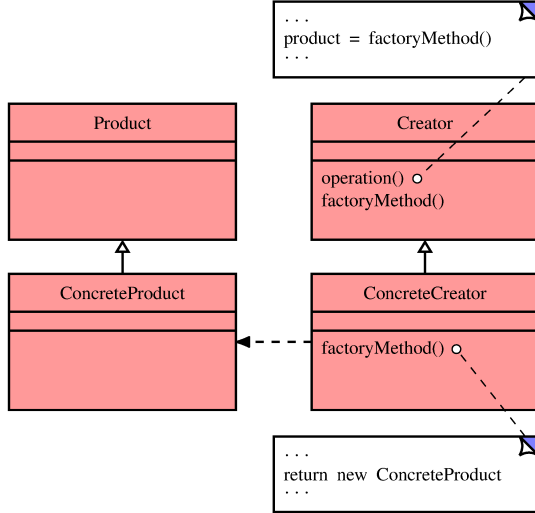 . . .
product = factoryMethod()
. . .
Product
Creator
operation()
factoryMethod()
ConcreteProduct
ConcreteCreator
factoryMethod()
. . .
return new ConcreteProduct
. . .